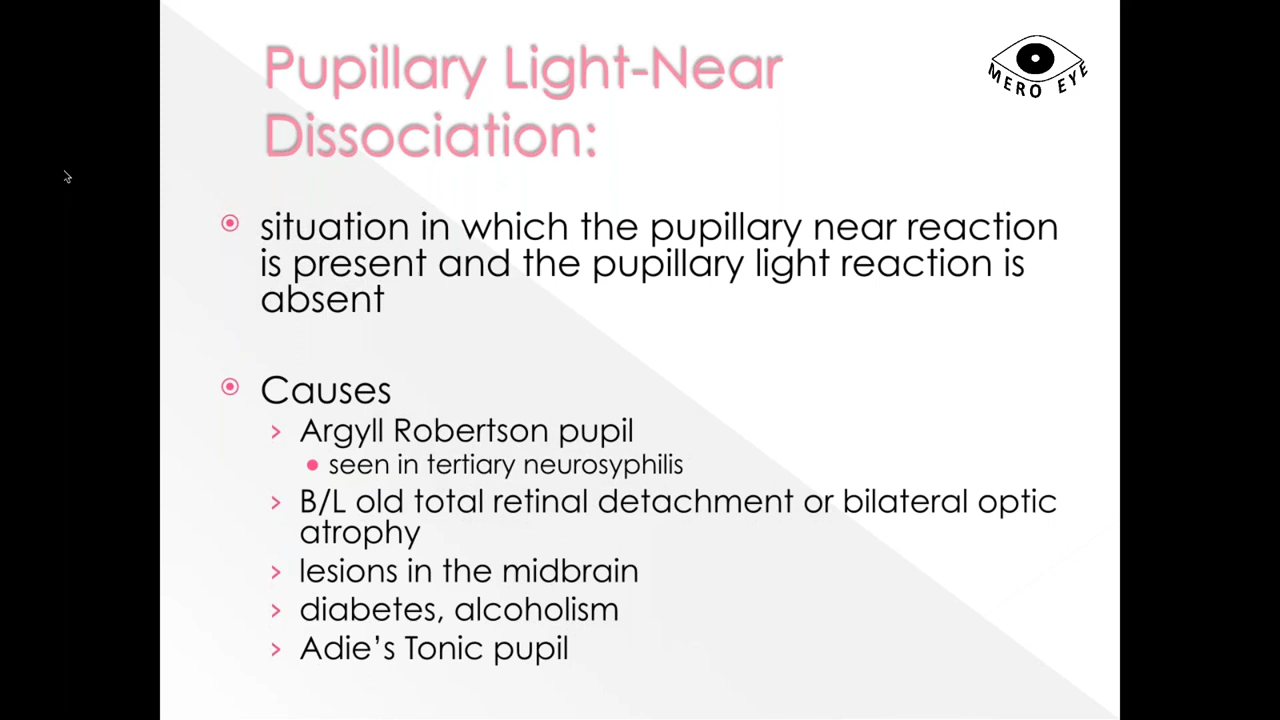 Pupillary Light-Near
Dissociation:
MERO EYE
situation in which the pupillary near reaction
is present and the pupillary light reaction is
absent
Causes
Argyll Robertson pupil
seen in tertiary neurosyphilis
B/L old total retinal detachment or bilateral optic
atrophy
lesions in the midbrain
diabetes, alcoholism
Adie’s Tonic pupil